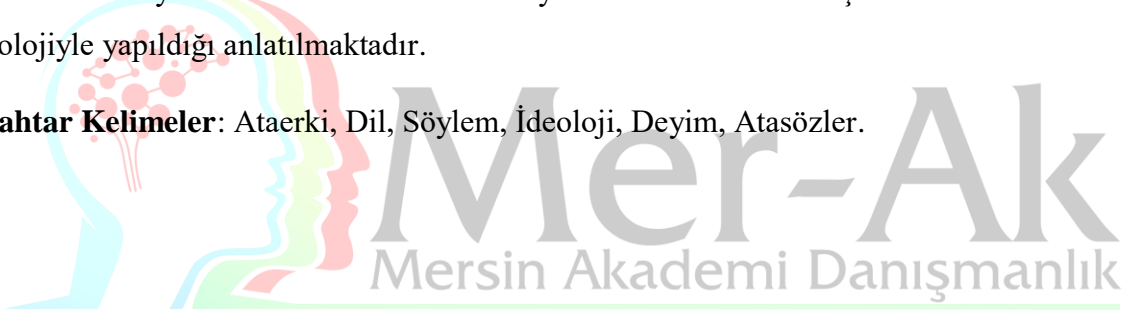 olojiyle yapıldığı anlatılmaktadır.
ahtar Kelimeler: Ataerki, Dil, Söylem, İdeoloji, Deyim, Atasözler.
Mer-Ak
Mersin Akademi Danışmanlık